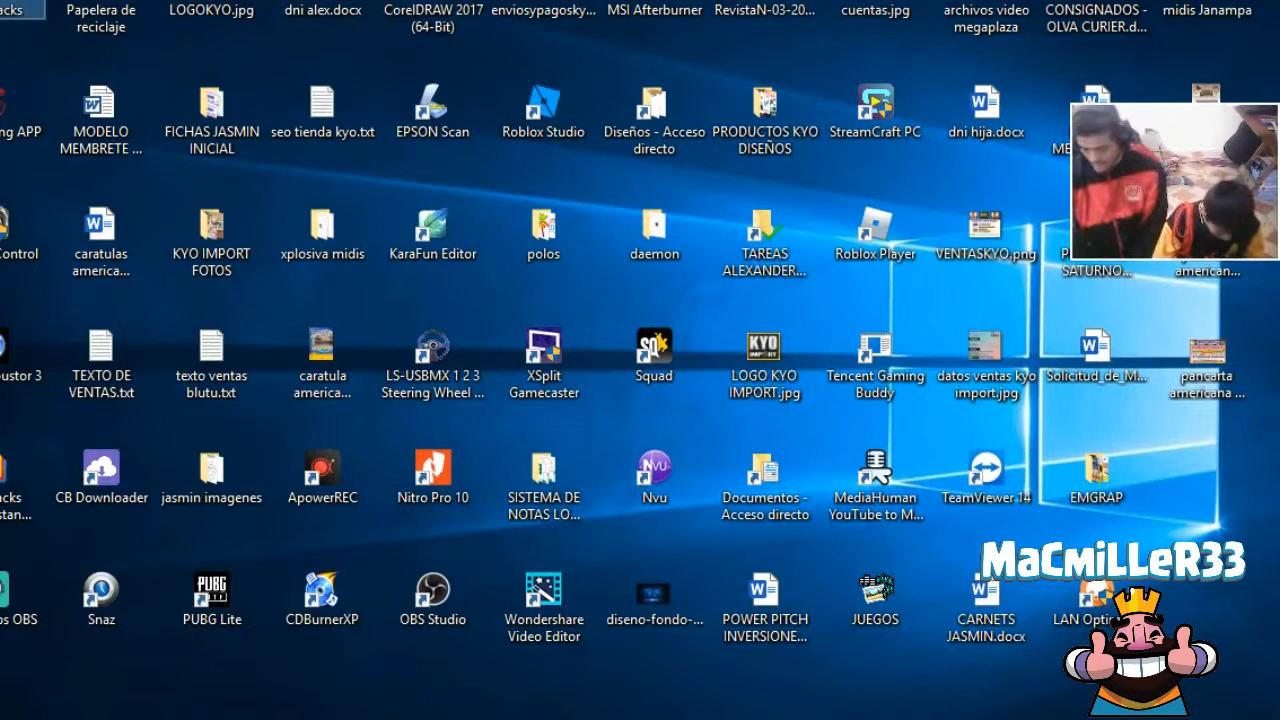 acks
Papelera de
reciclaje
LOGOKYO.jpg
dni alex.docx
CorelDRAW 2017
(64-Bit)
enviosypagosky...
MSI Afterburner
RevistaN-03-20...
cuentas.jpg
archivos video
megaplaza
CONSIGNADOS -
OLVA CURIER.d...
midis Janampa
ng APP
MODELO
MEMBRETE ...
FICHAS JASMIN
INICIAL
seo tienda kyo.txt
EPSON Scan
Roblox Studio
Diseños - Acceso
directo
PRODUCTOS KYO
DISEÑOS
StreamCraft PC
dni hija.docx
ontrol
caratulas
america...
KYO IMPORT
FOTOS
xplosiva midis
KaraFun Editor
polos
daemon
TAREAS
ALEXANDER...
Roblox Player
VENTASKYO.png
SATURNO...
american...
ustor 3
TEXTO DE
VENTAS.txt
texto ventas
blutu.txt
caratula
america...
LS-USBMX 1 2 3
Steering Wheel ...
XSplit
Gamecaster
SQ
Squad
KYO
IMPORT
LOGO KYO
IMPORT.jpg
Tencent Gaming
Buddy
datos ventas kyo
import.jpg
Solicitud_de_M...
pancarta
americana ...
acks
stan...
CB Downloader
jasmin imagenes
ApowerREC
Nitro Pro 10
SISTEMA DE
NOTAS LO...
NVU
Nvu
Documentos -
Acceso directo
MediaHuman
YouTube to M...
TeamViewer 14
EMGRAP
os OBS
Snaz
PUBG
LITE
PUBG Lite
CDBurnerXP
OBS Studio
Wondershare
Video Editor
diseno-fondo-...
POWER PITCH
INVERSIONE...
JUEGOS
CARNETS
JASMIN.docx
LAN Opti
MacMiLLeR33